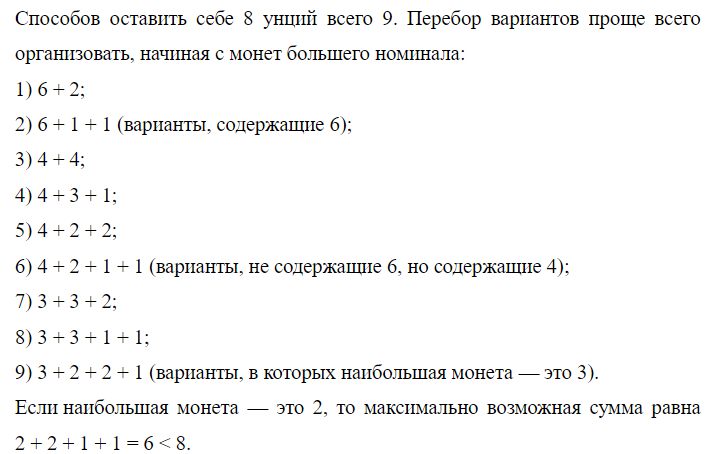 Способов оставить себе 8 унций всего 9. Перебор вариантов проще всего
организовать, начиная с монет большего номинала:
1) 6 + 2;
2) 6 + 1 + 1 (варианты, содержащие 6);
3) 4 + 4;
4) 4 + 3 + 1;
5) 4 + 2 + 2;
6) 4 + 2 + 1 + 1 (варианты, не содержащие 6, но содержащие 4);
7) 3 + 3 + 2;
8) 3 + 3 + 1 + 1;
9) 3 + 2 + 2 + 1 (варианты, в которых наибольшая монета — это 3).
Если наибольшая монета — это 2, то максимально возможная сумма равна
2 + 2 + 1 + 1 = 6 < 8.